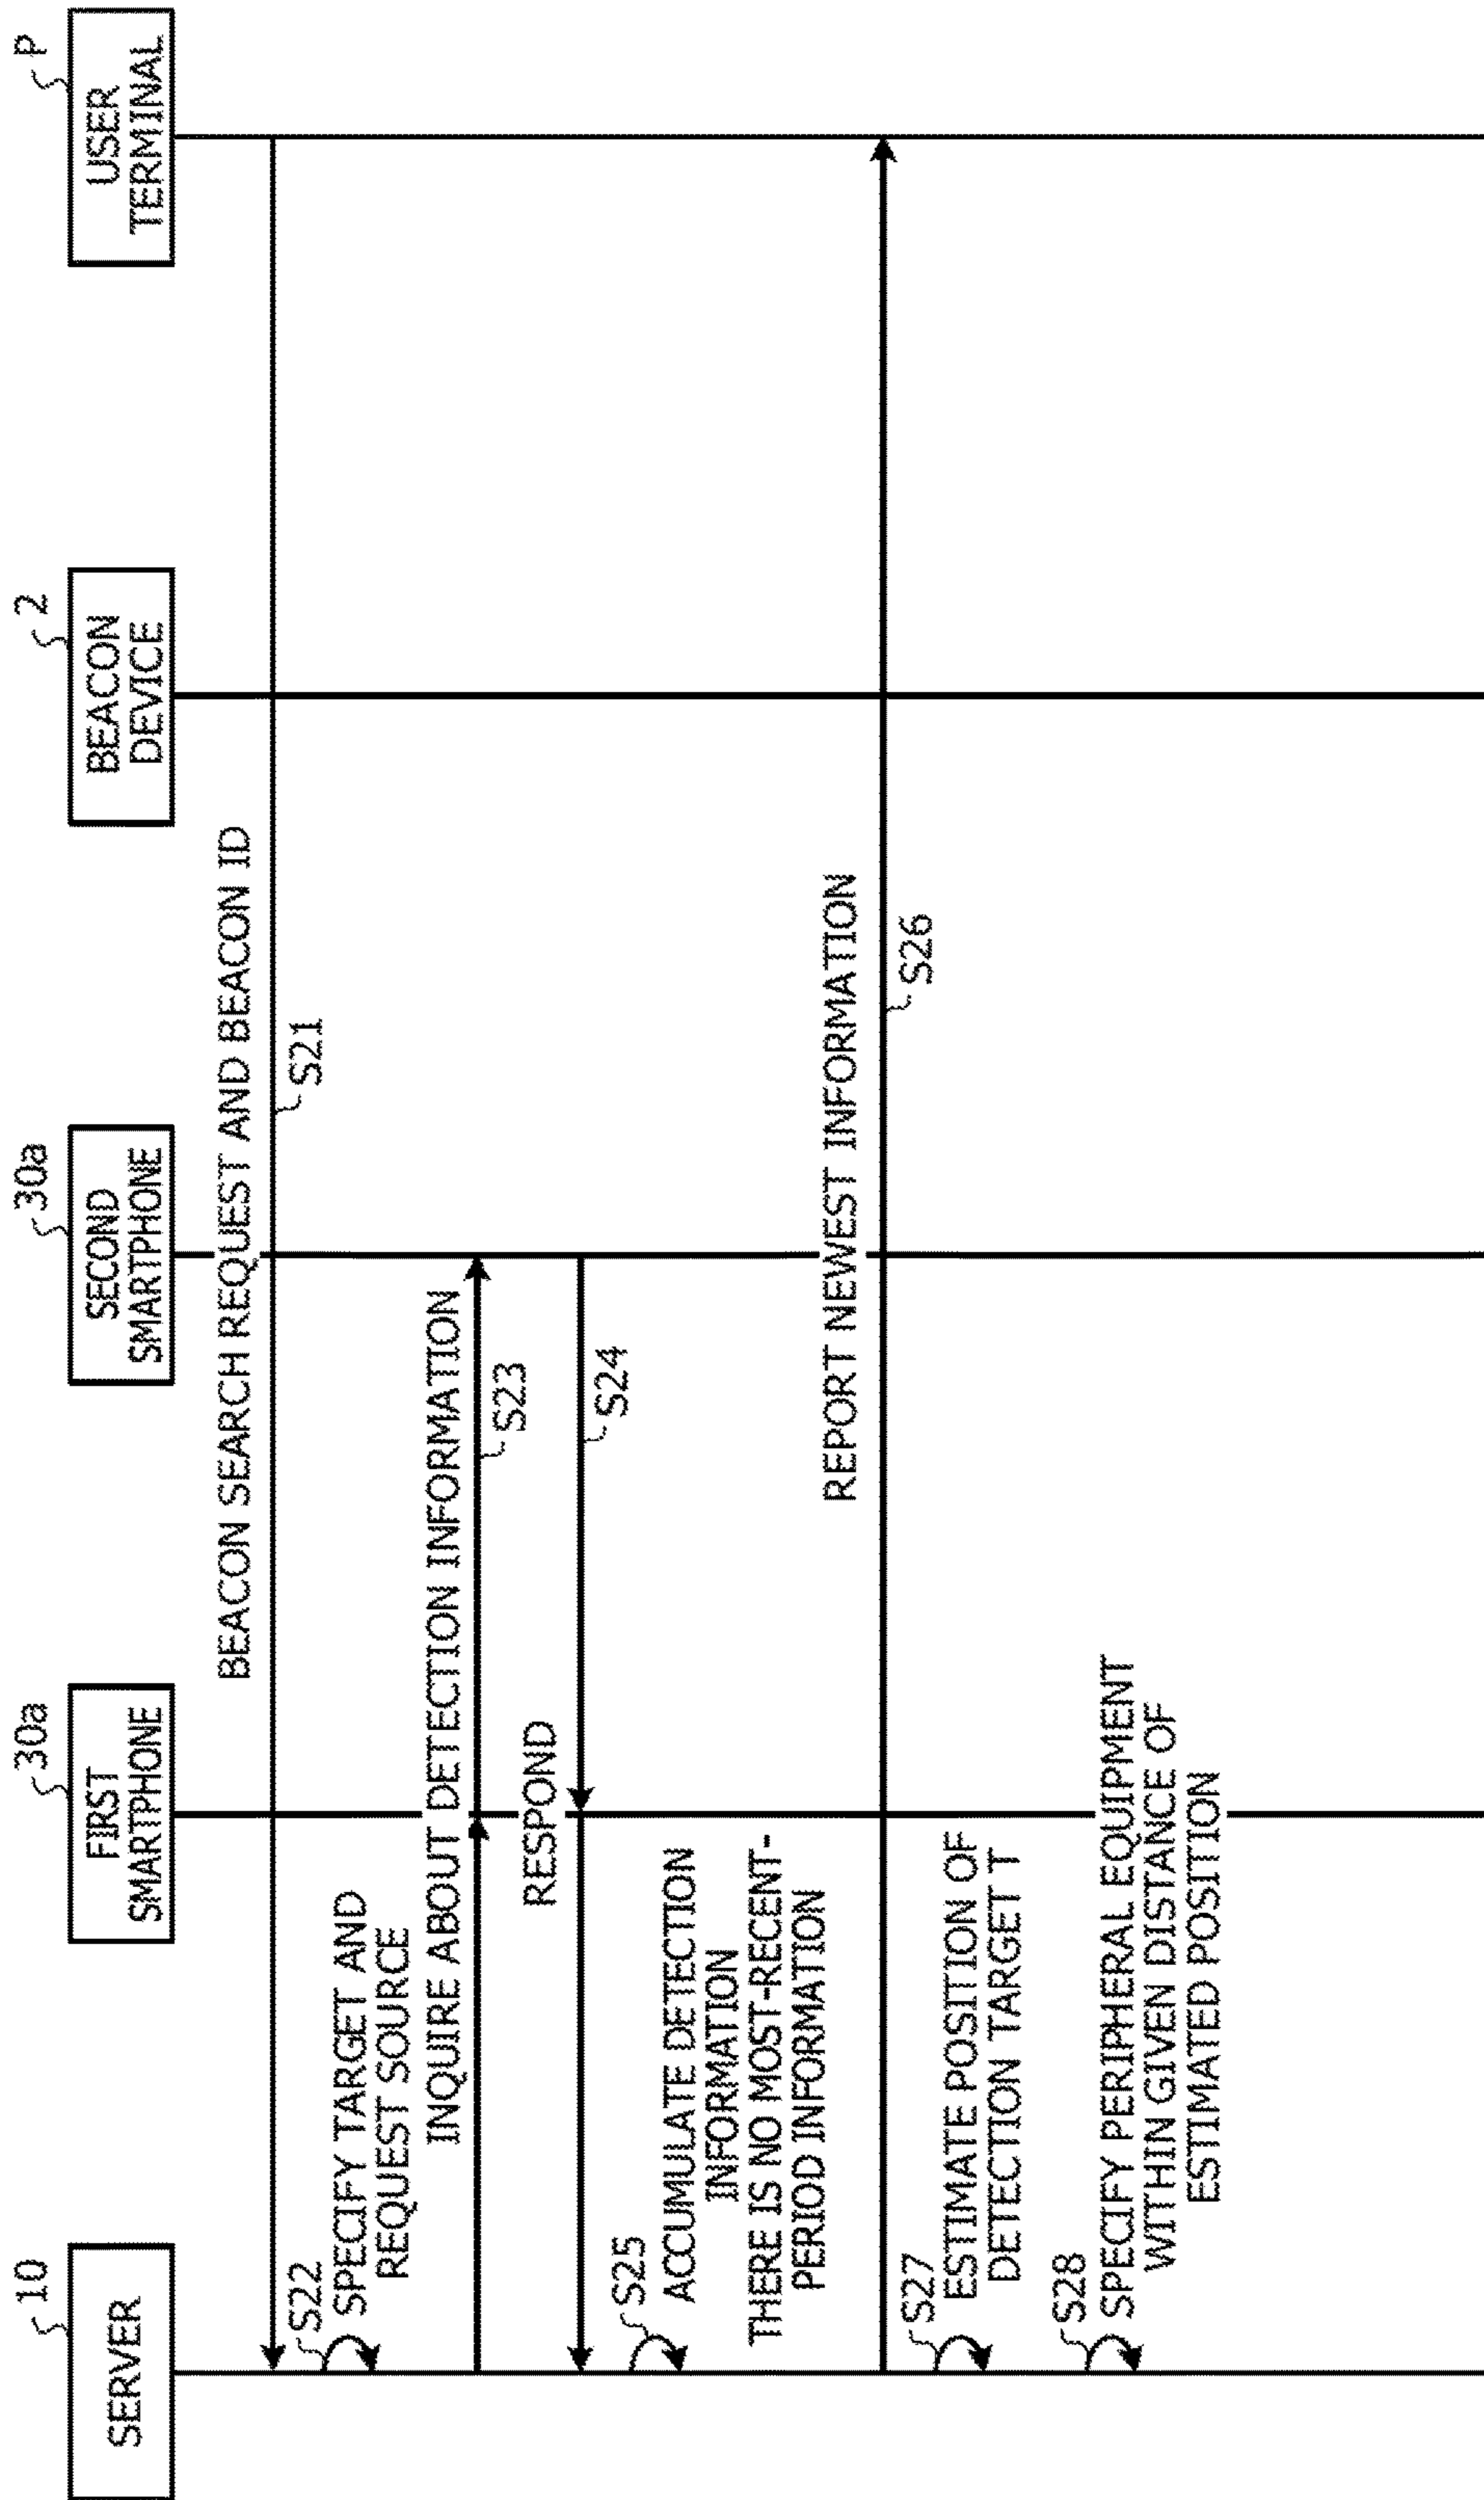 10
SERVER
30a
FIRST
SMARTPHONE
30a
SECOND
SMARTPHONE
2
BEACON
DEVICE
P
USER
TERMINAL
BEACON SEARCH REQUEST AND BEACON ID
S21
S22
SPECIFY TARGET AND
REQUEST SOURCE
INQUIRE ABOUT DETECTION INFORMATION
S23
RESPOND
S24
S25
ACCUMULATE DETECTION
INFORMATION
THERE IS NO MOST-RECENT-
PERIOD INFORMATION
REPORT NEWEST INFORMATION
S26
S27
ESTIMATE POSITION OF
DETECTION TARGET T
S28
SPECIFY PERIPHERAL EQUIPMENT
WITHIN GIVEN DISTANCE OF
ESTIMATED POSITION